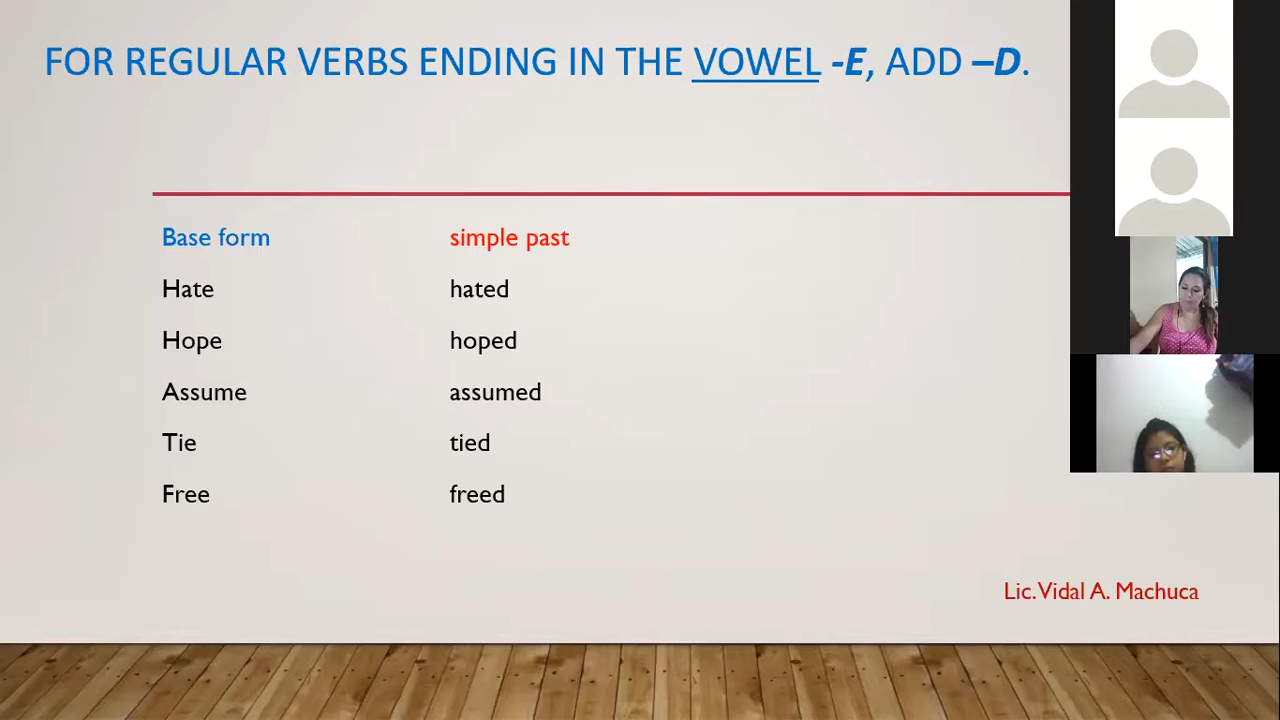 FOR REGULAR VERBS ENDING IN THE VOWEL -E, ADD –D.
Base form simple past
Hate hated
Hope hoped
Assume assumed
Tie tied
Free freed
Lic. Vidal A. Machuca